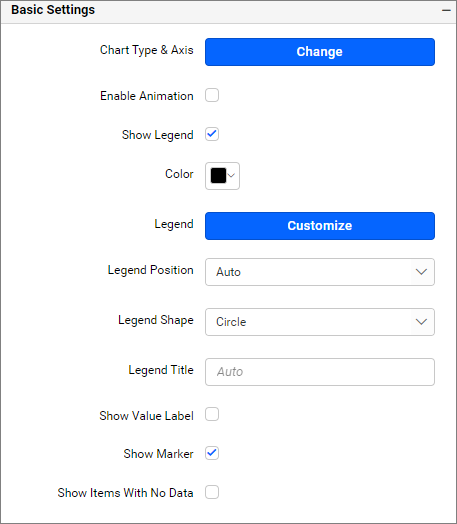 Basic Settings
Chart Type & Axis Change
Enable Animation
Show Legend
Color
Legend Customize
Legend Position Auto
Legend Shape Circle
Legend Title Auto
Show Value Label
Show Marker
Show Items With No Data